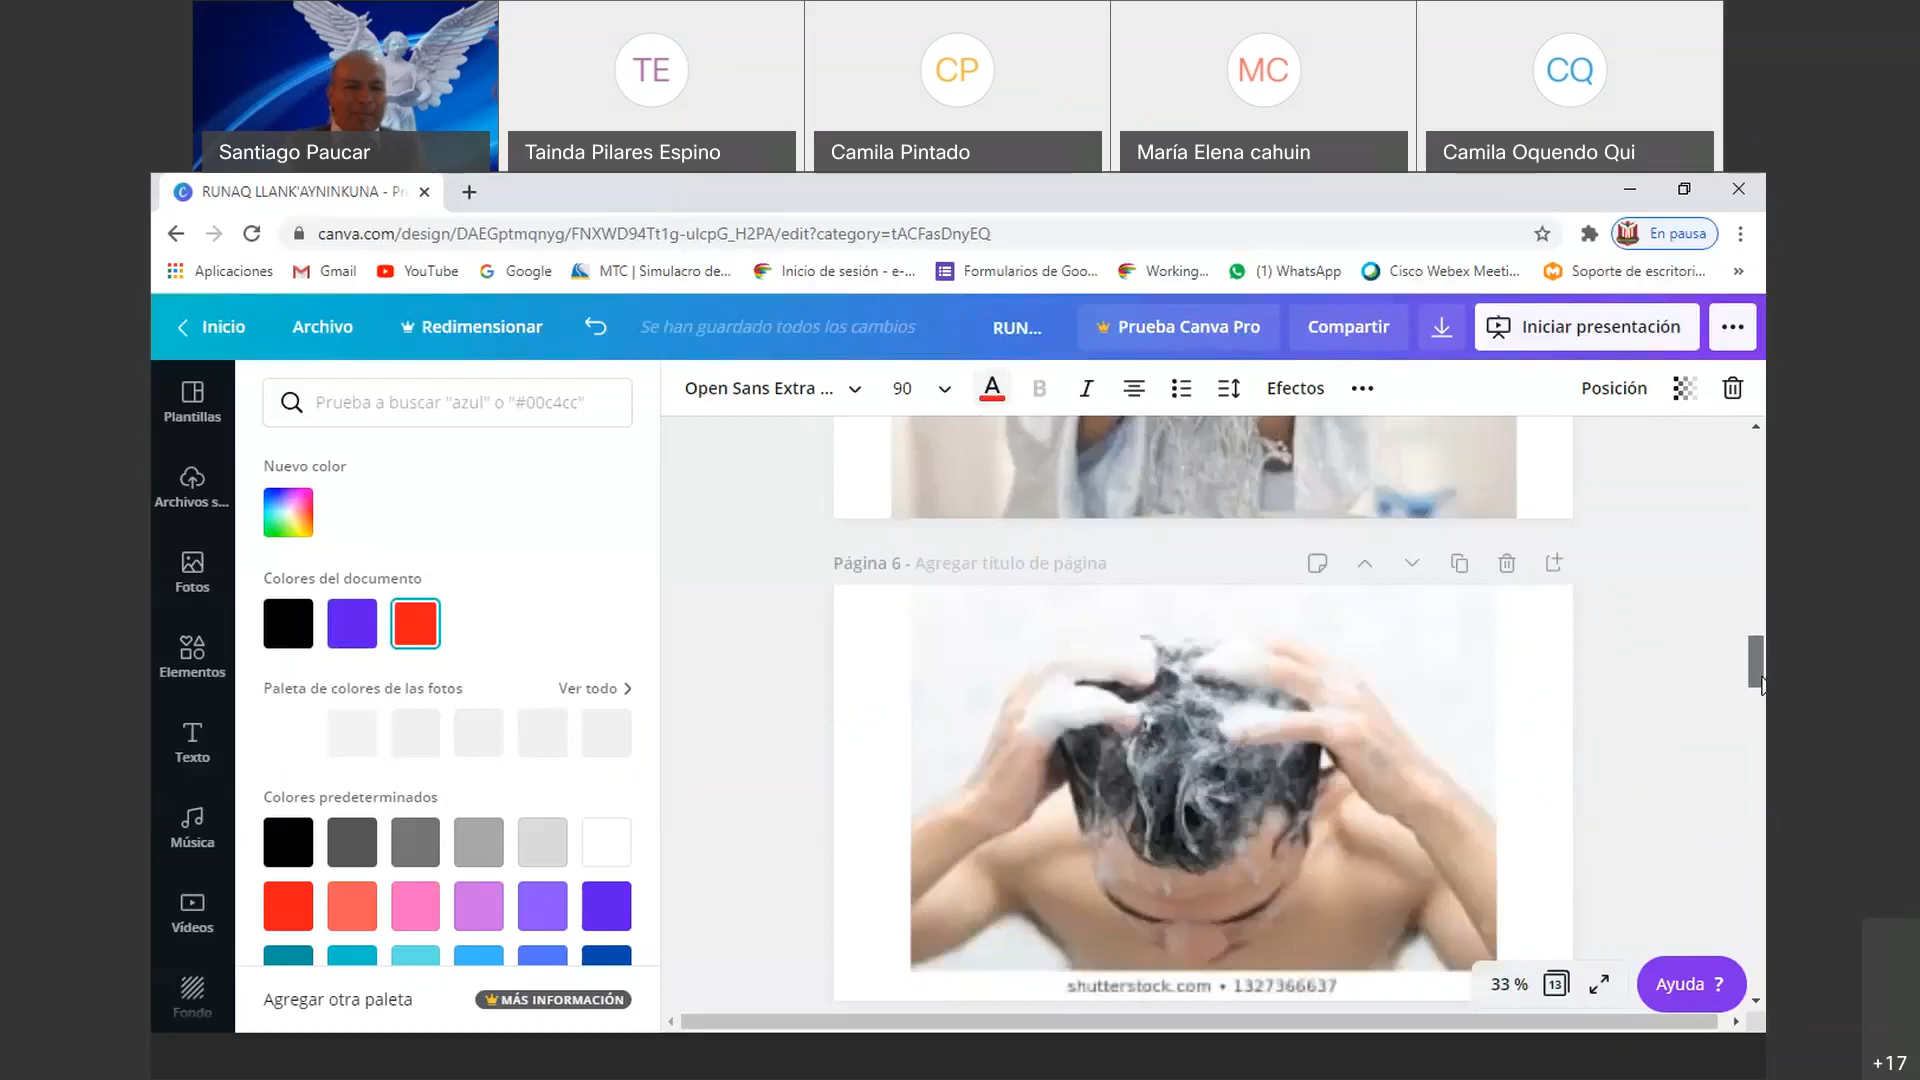 TE
CP
MC
CQ
Santiago Paucar
Tainda Pilares Espino
Camila Pintado
María Elena cahuin
Camila Oquendo Qui
RUNAQ LLANK'AYNINKUNA - Pr
canva.com/design/DAEGptmqnyg/FNXWD94Tt1g-ulcpG_H2PA/edit?category=tACFasDnyEQ
En pausa
Aplicaciones
Gmail
YouTube
Google
MTC | Simulacro de...
Inicio de sesión - e-...
Formularios de Goo...
Working...
(1) WhatsApp
Cisco Webex Meeti...
Soporte de escritori...
»
Inicio
Archivo
Redimensionar
Se han guardado todos los cambios
RUN...
Prueba Canva Pro
Compartir
Iniciar presentación
Open Sans Extra ...
90
A
B
I
Efectos
Posición
Plantillas
Archivos s...
Fotos
Elementos
Texto
Música
Vídeos
Fondo
Prueba a buscar "azul" o "#00c4cc"
Nuevo color
Colores del documento
Paleta de colores de las fotos
Ver todo
Colores predeterminados
Agregar otra paleta
MÁS INFORMACIÓN
Página 6 - Agregar título de página
shutterstock.com • 1327366637
33 %
13
Ayuda ?
+17